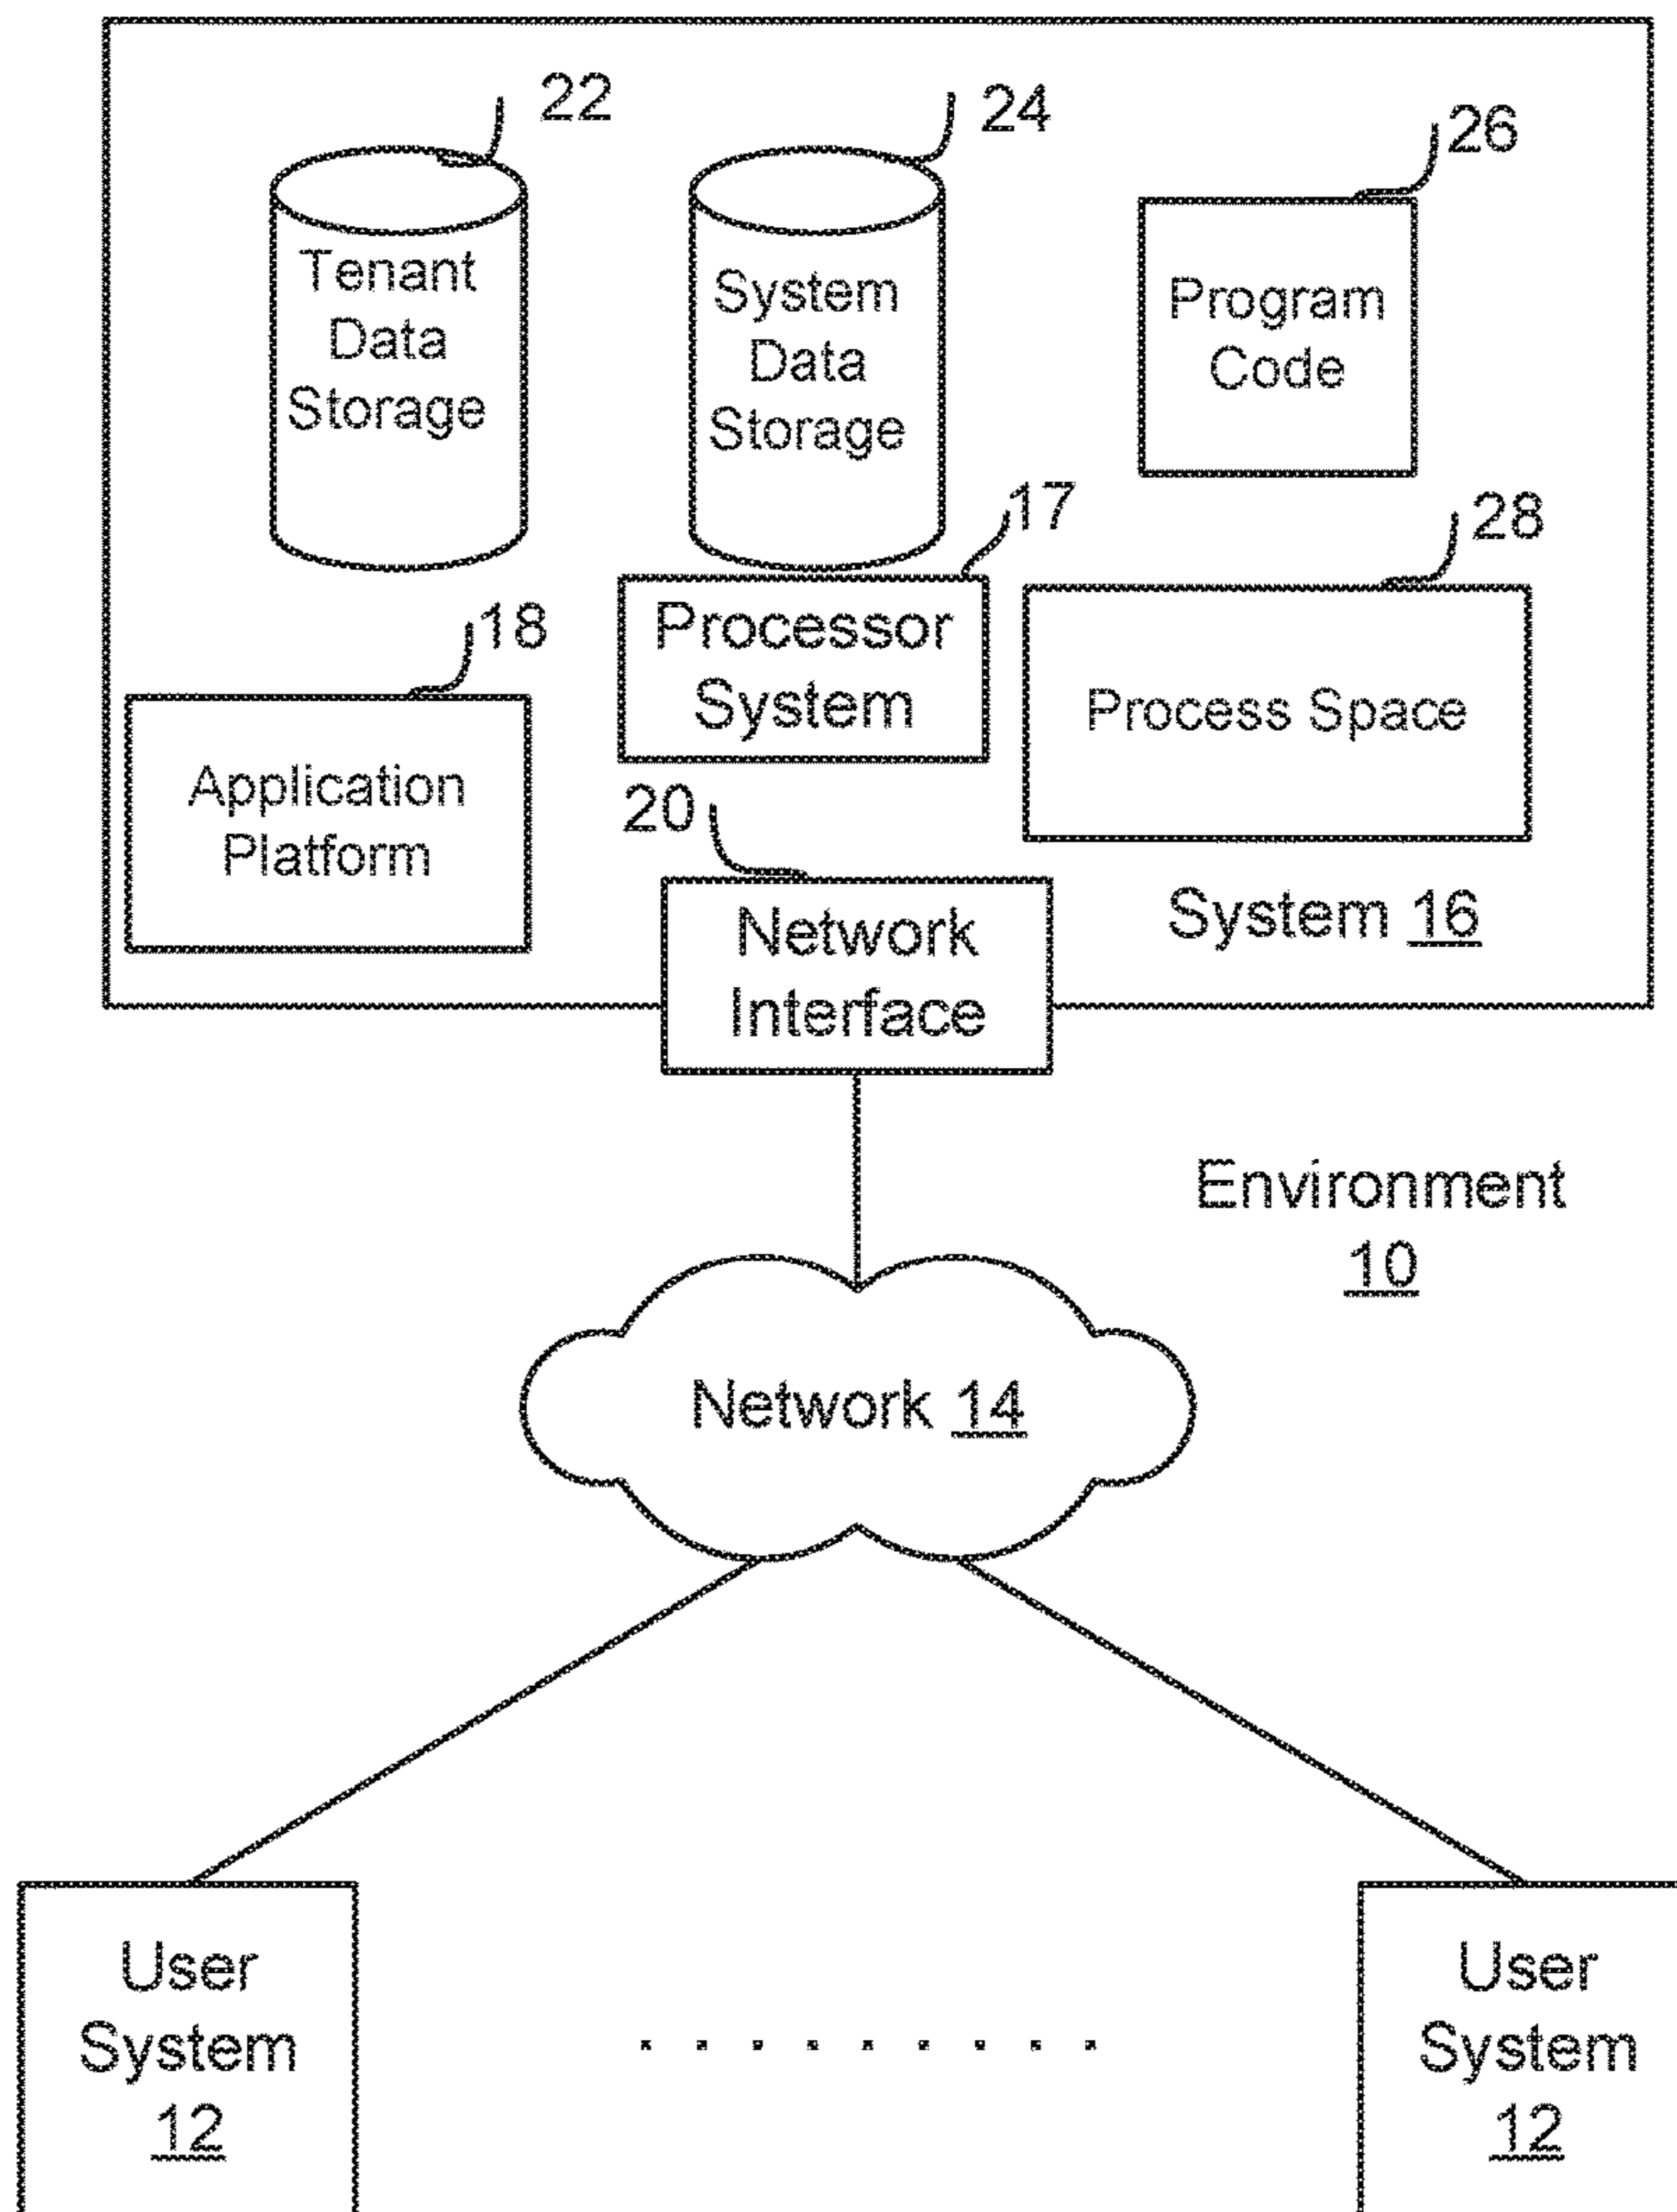 22
24
26
Tenant
Data
Storage
System
Data
Storage
Program
Code
17
28
18
Processor
System
Process Space
Application
Platform
20
System 16
Network
Interface
Environment
10
Network 14
User
System
12
User
System
12